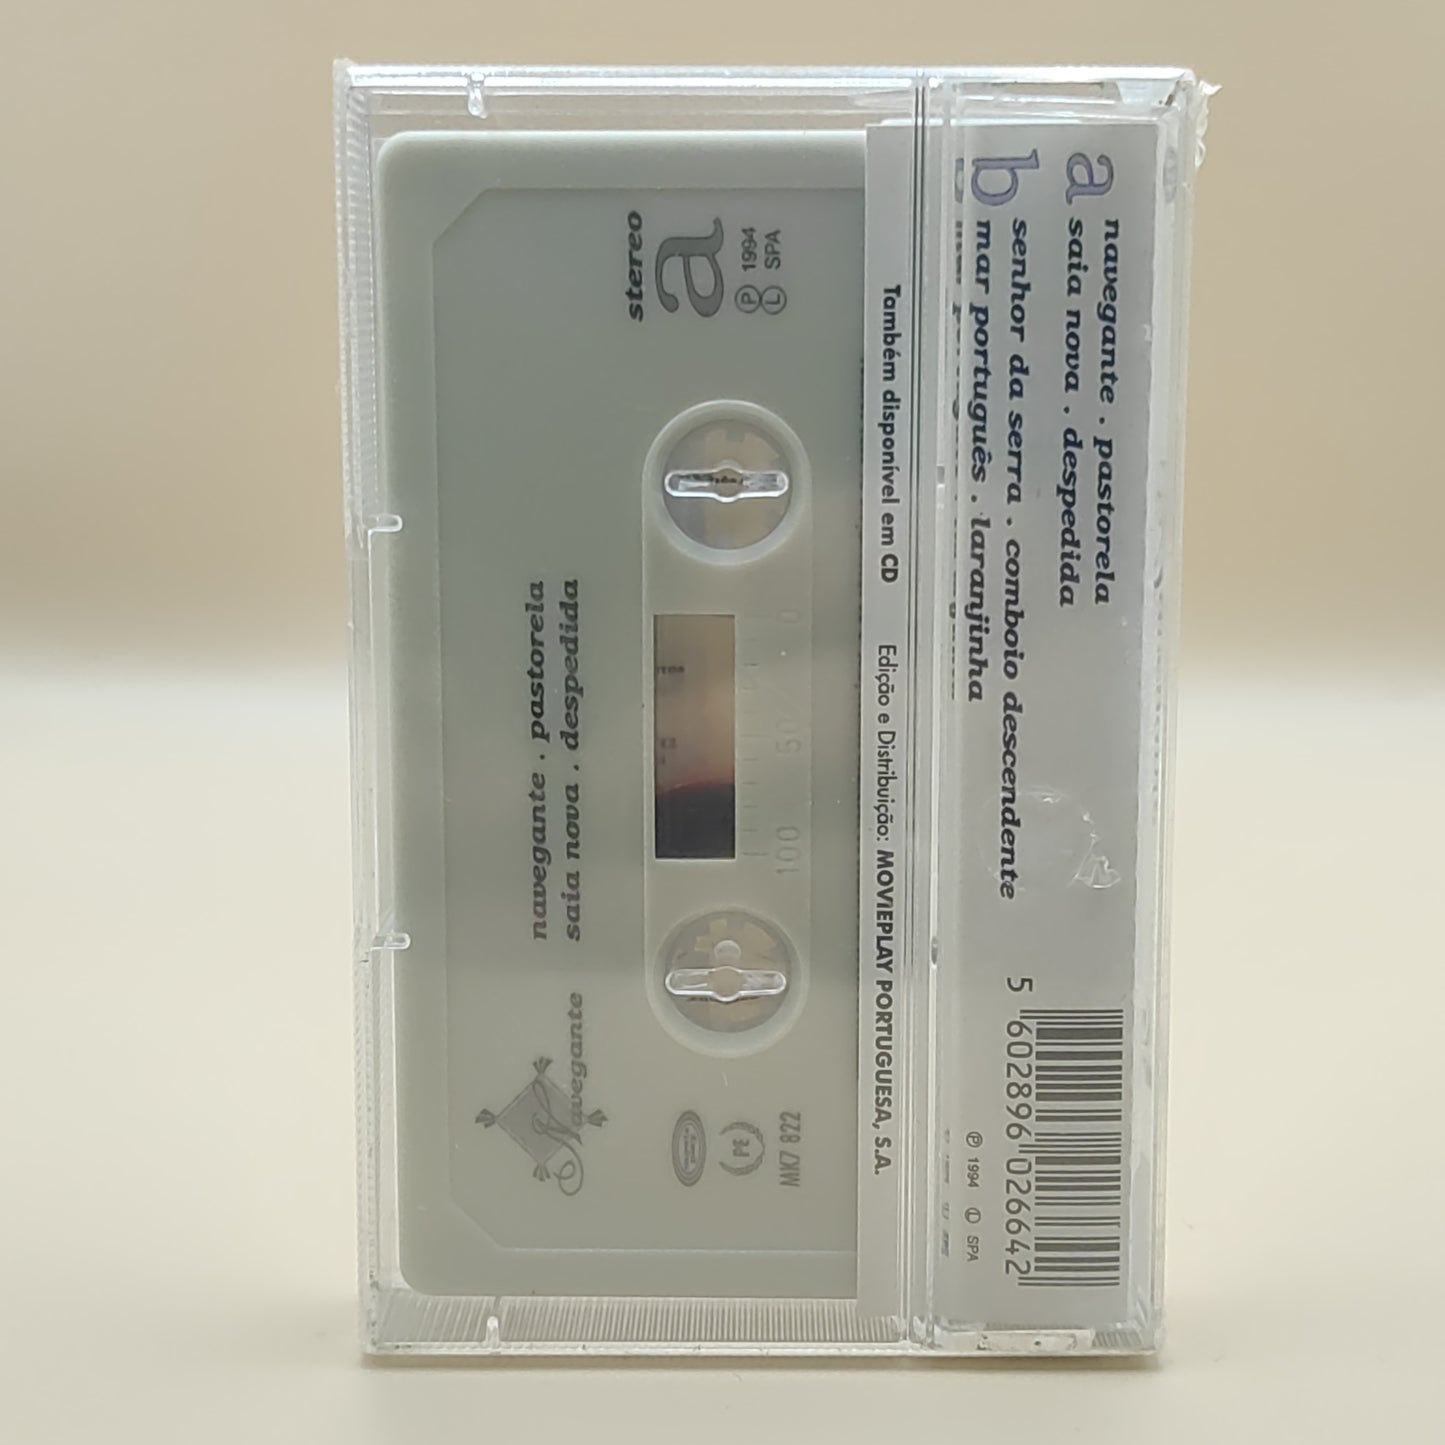 a
navegante . pastorela
saia nova . despedida
b
senhor da serra . comboio descendente
mar português . laranjinha
5 602896 026642
Ⓟ 1994 Ⓛ SPA
Também disponível em CD Edição e Distribuição: MOVIEPLAY PORTUGUESA, S.A.
stereo
a
Ⓟ 1994
Ⓛ SPA
0 50 100
navegante . pastorela
saia nova . despedida
Navegante
MK7 822